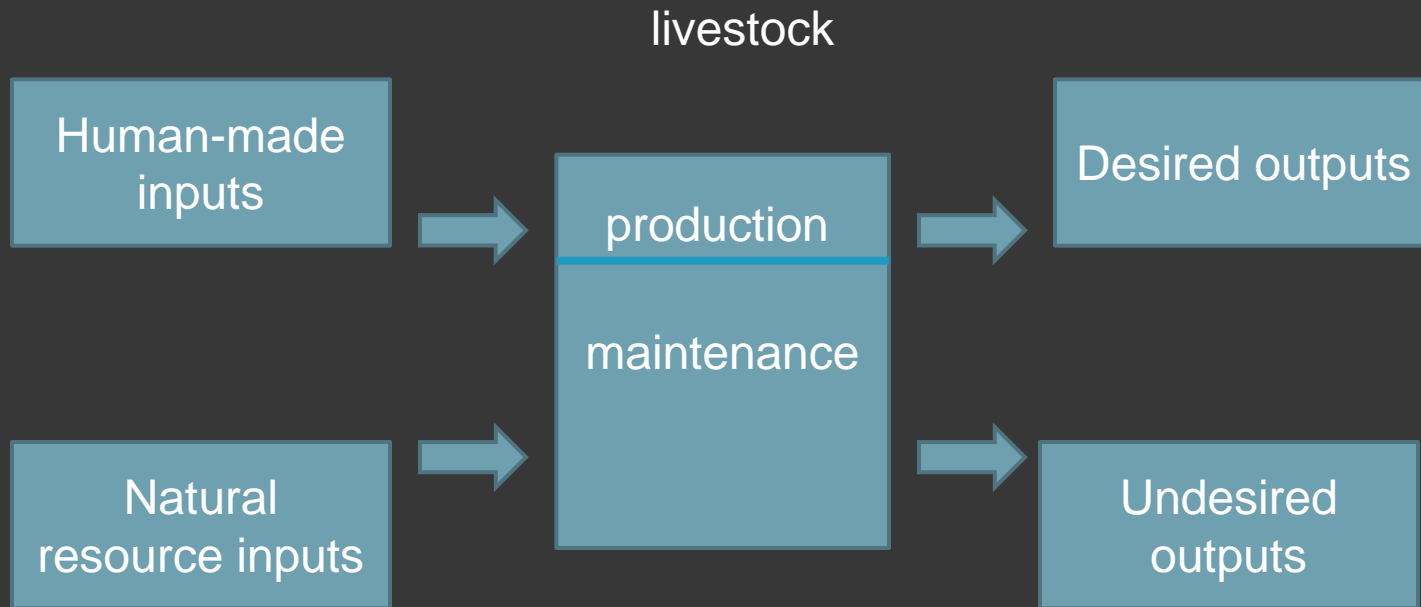 livestock
Human-made
inputs
production
maintenance
Desired outputs
Natural
resource inputs
Undesired
outputs